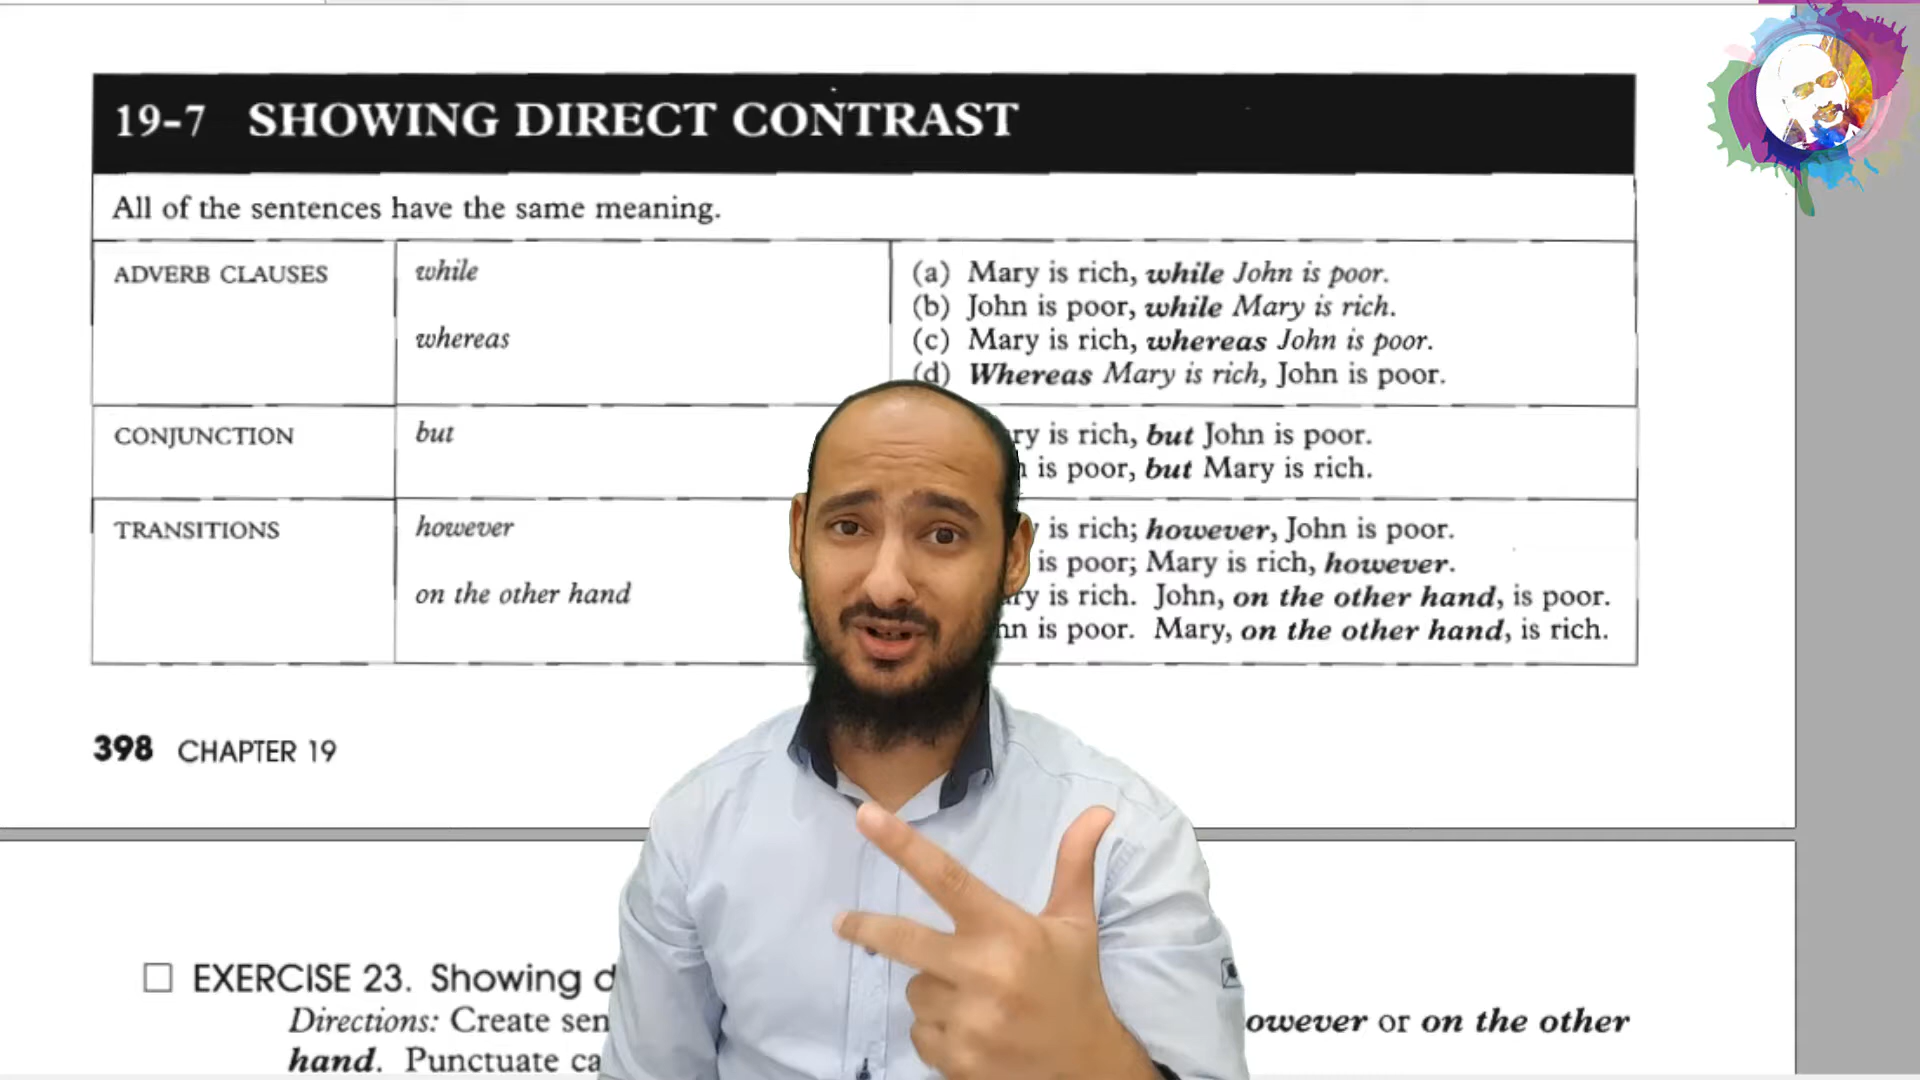 19-7 SHOWING DIRECT CONTRAST
All of the sentences have the same meaning.
ADVERB CLAUSES
while
whereas
(a) Mary is rich, while John is poor.
(b) John is poor, while Mary is rich.
(c) Mary is rich, whereas John is poor.
(d) Whereas Mary is rich, John is poor.
CONJUNCTION
but
is rich, but John is poor.
is poor, but Mary is rich.
TRANSITIONS
however
on the other hand
is rich; however, John is poor.
is poor; Mary is rich, however.
is rich. John, on the other hand, is poor.
is poor. Mary, on the other hand, is rich.
398 CHAPTER 19
EXERCISE 23. Showing
Directions: Create or on the other
hand. Punctuate